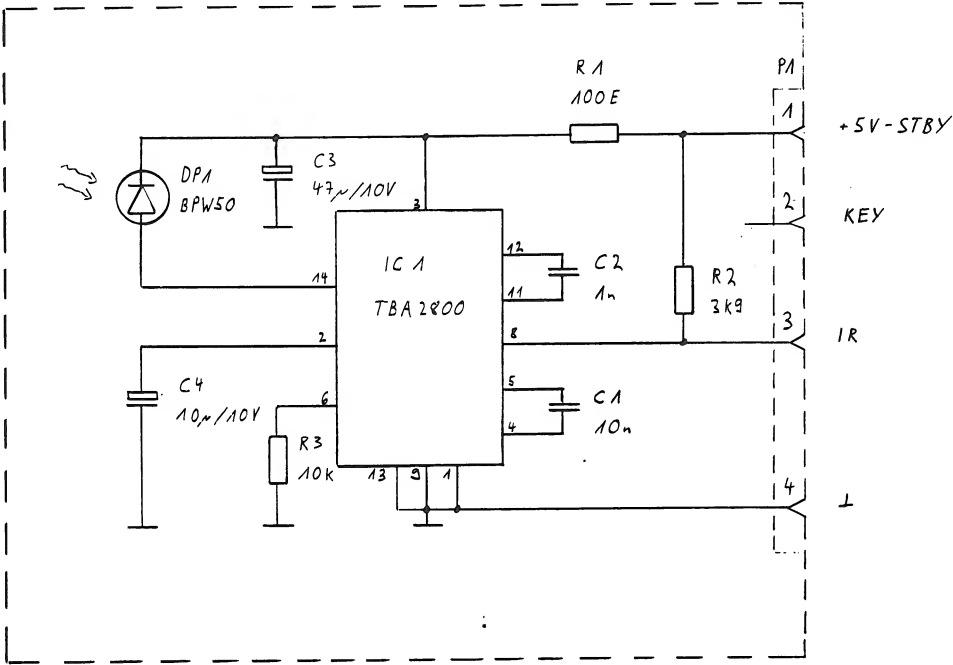 R1
100E
P1
1
+5V-STBY
C3
47µ/10V
DP1
BPW50
3
2
KEY
12
C2
1n
IC1
TBA2800
14
11
R2
3K9
2
8
3
IR
C4
10µ/10V
6
5
C1
10n
4
R3
10K
13
9
1
4
⊥